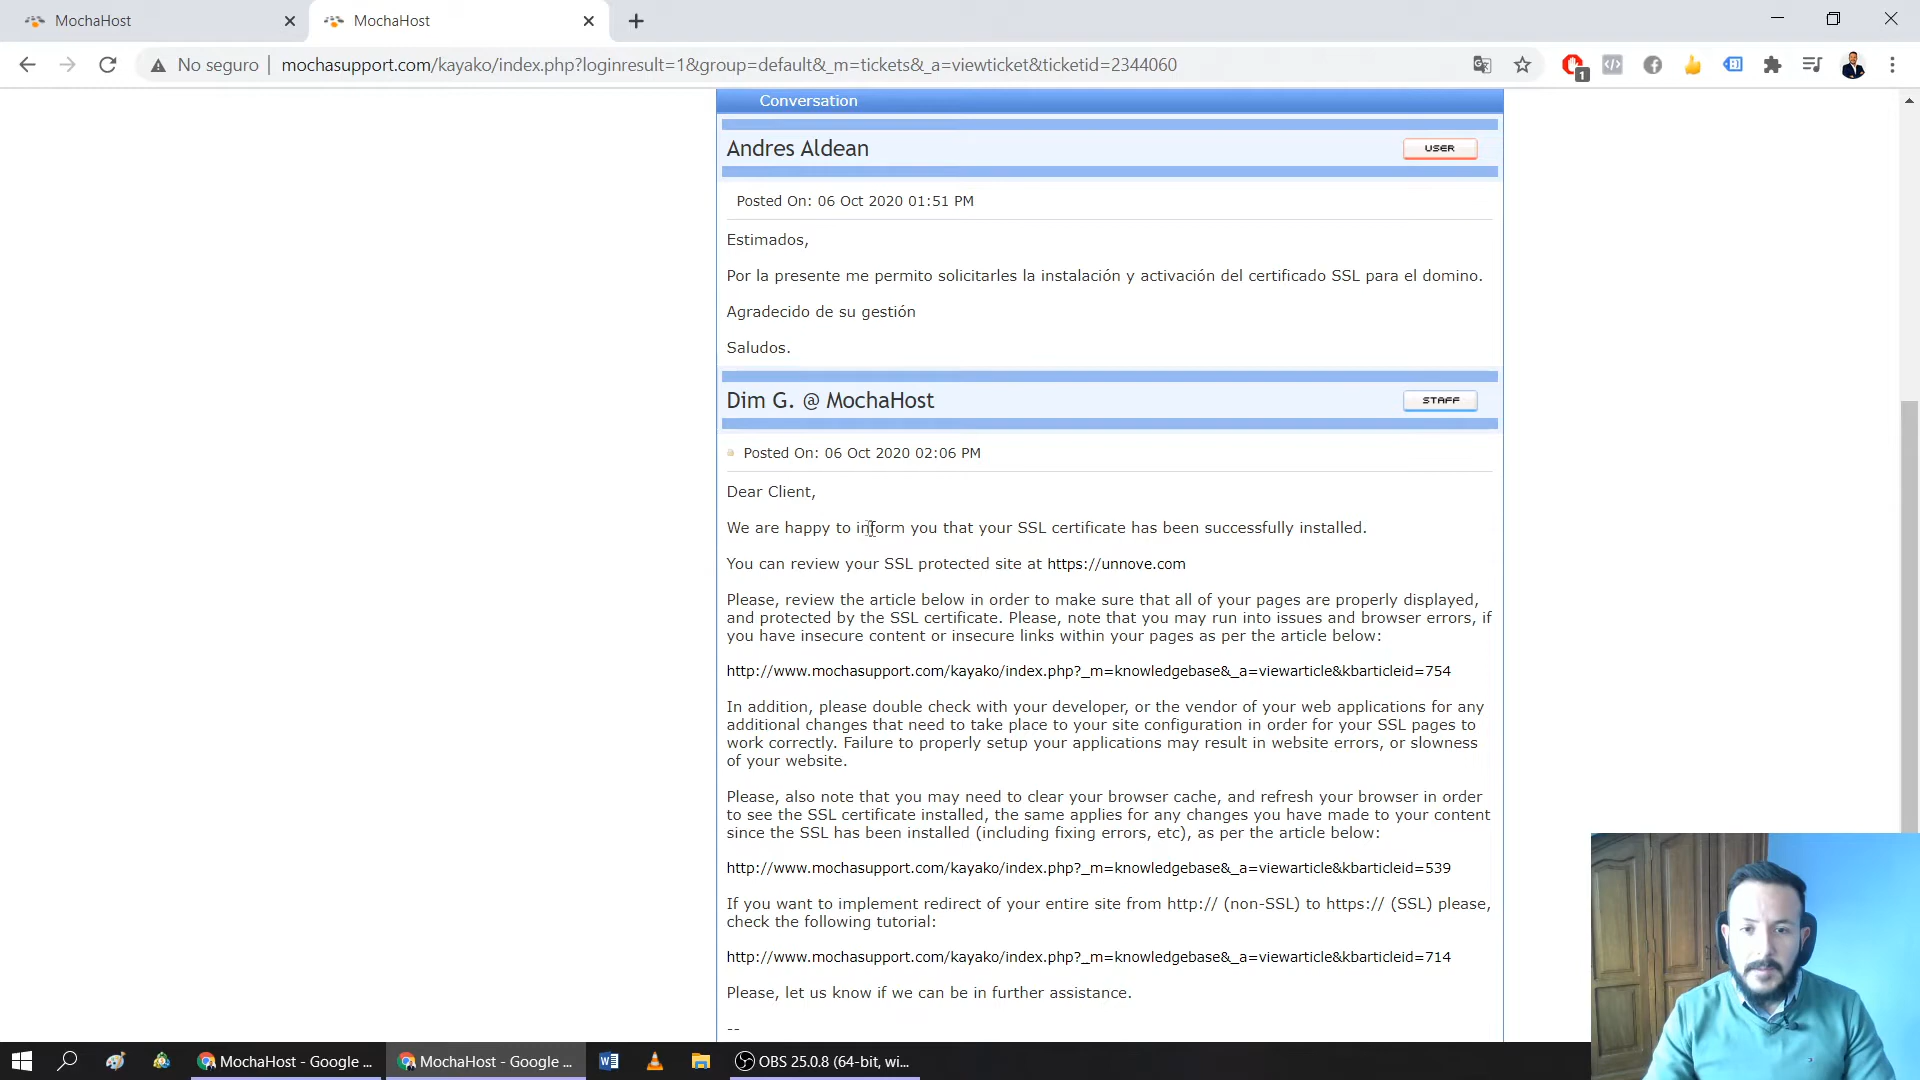 MochaHost
MochaHost
No seguro
mochasupport.com/kayako/index.php?loginresult=1&group=default&_m=tickets&_a=viewticket&ticketid=2344060
1
Conversation
Andres Aldean
USER
Posted On: 06 Oct 2020 01:51 PM
Estimados,
Por la presente me permito solicitarles la instalación y activación del certificado SSL para el domino.
Agradecido de su gestión
Saludos.
Dim G. @ MochaHost
STAFF
Posted On: 06 Oct 2020 02:06 PM
Dear Client,
We are happy to inform you that your SSL certificate has been successfully installed.
You can review your SSL protected site at https://unnove.com
Please, review the article below in order to make sure that all of your pages are properly displayed,
and protected by the SSL certificate. Please, note that you may run into issues and browser errors, if
you have insecure content or insecure links within your pages as per the article below:
http://www.mochasupport.com/kayako/index.php?_m=knowledgebase&_a=viewarticle&kbarticleid=754
In addition, please double check with your developer, or the vendor of your web applications for any
additional changes that need to take place to your site configuration in order for your SSL pages to
work correctly. Failure to properly setup your applications may result in website errors, or slowness
of your website.
Please, also note that you may need to clear your browser cache, and refresh your browser in order
to see the SSL certificate installed, the same applies for any changes you have made to your content
since the SSL has been installed (including fixing errors, etc), as per the article below:
http://www.mochasupport.com/kayako/index.php?_m=knowledgebase&_a=viewarticle&kbarticleid=539
If you want to implement redirect of your entire site from http:// (non-SSL) to https:// (SSL) please,
check the following tutorial:
http://www.mochasupport.com/kayako/index.php?_m=knowledgebase&_a=viewarticle&kbarticleid=714
Please, let us know if we can be in further assistance.
--
MochaHost - Google ...
MochaHost - Google ...
OBS 25.0.8 (64-bit, wi...